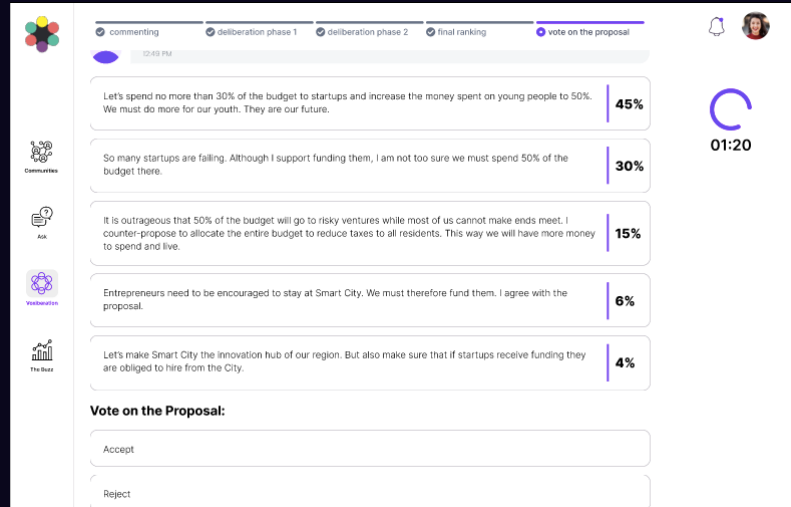 commenting
deliberation phase 1
deliberation phase 2
final ranking
vote on the proposal
12:49 PM
Let's spend no more than 30% of the budget to startups and increase the money spent on young people to 50%.
We must do more for our youth. They are our future.
45%
So many startups are failing. Although I support funding them, I am not too sure we must spend 50% of the
budget there.
30%
It is outrageous that 50% of the budget will go to risky ventures while most of us cannot make ends meet. I
counter-propose to allocate the entire budget to reduce taxes to all residents. This way we will have more money
to spend and live.
15%
Entrepreneurs need to be encouraged to stay at Smart City. We must therefore fund them. I agree with the
proposal.
6%
Let's make Smart City the innovation hub of our region. But also make sure that if startups receive funding they
are obliged to hire from the City.
4%
Vote on the Proposal:
Accept
Reject
Communities
Ask
Voliberation
The Buzz
01:20